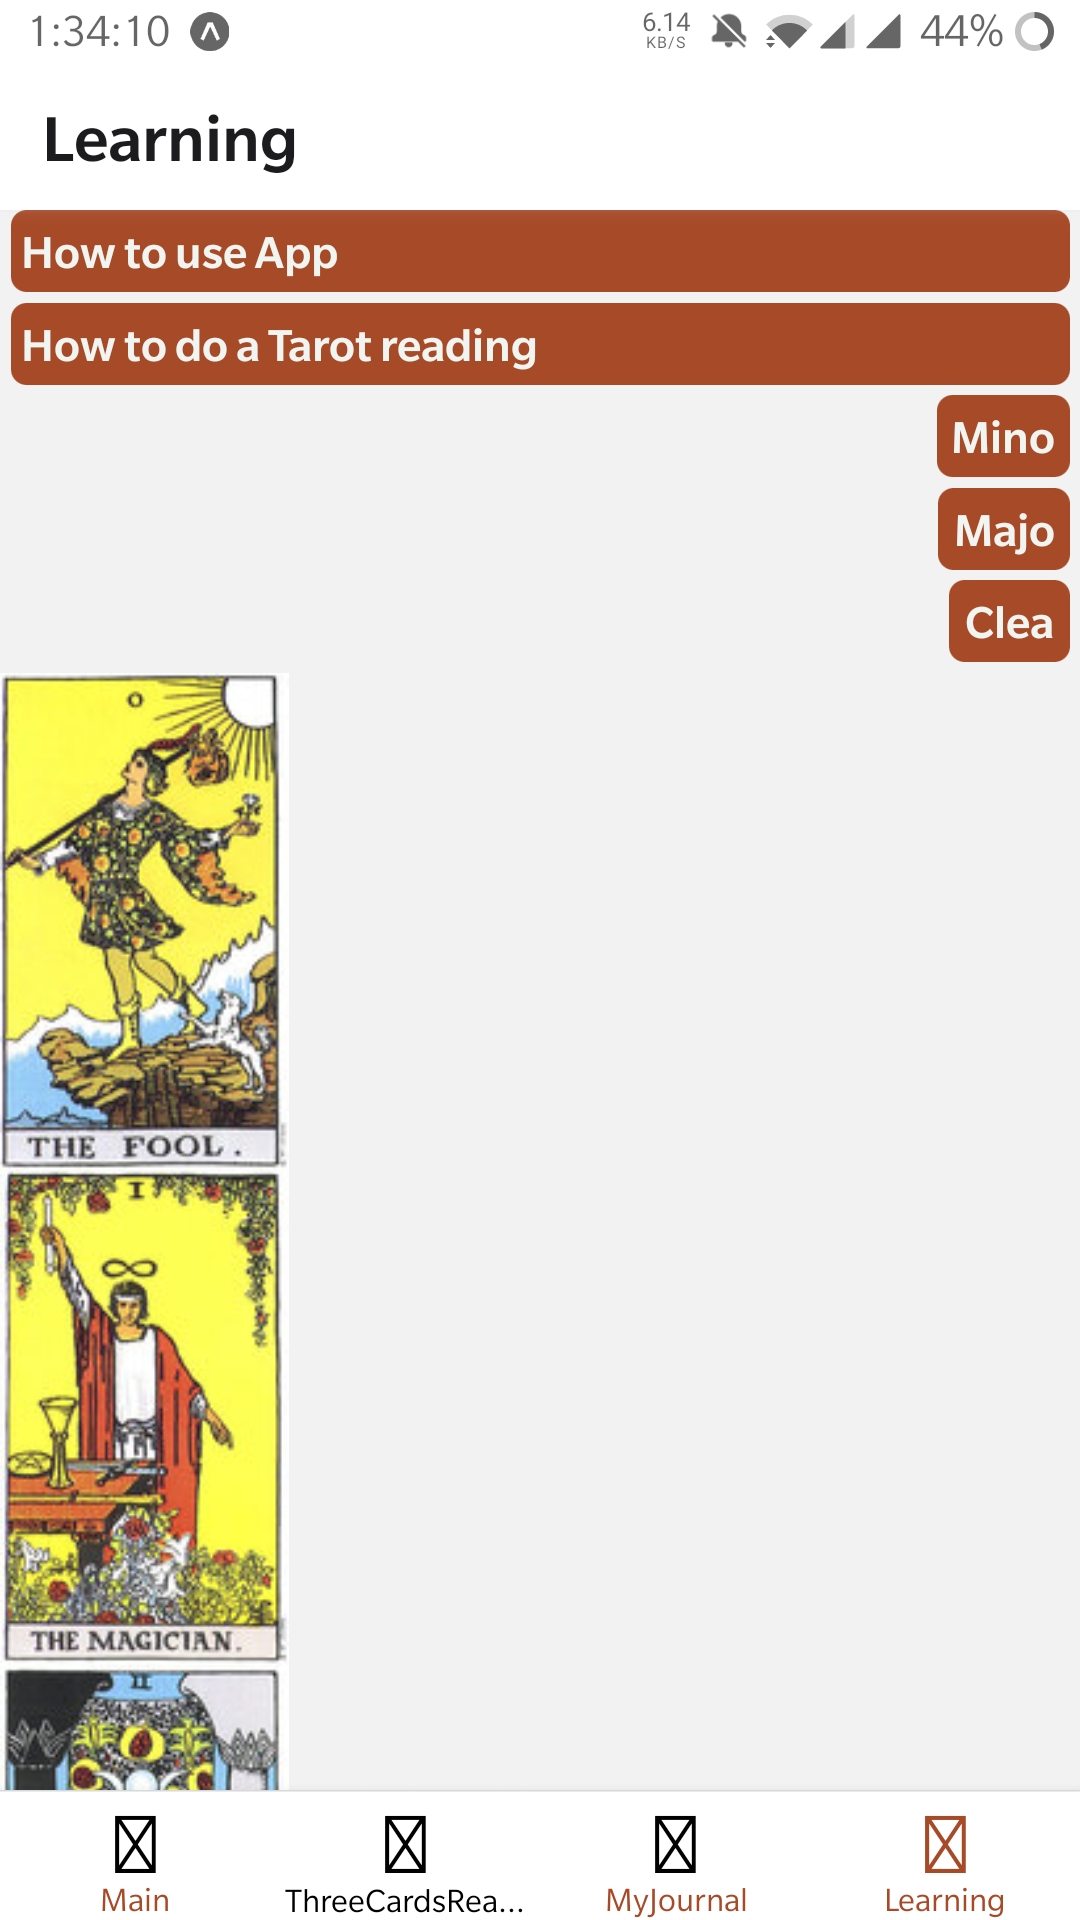 1:34:10
6.14
KB/S
44%
Learning
How to use App
How to do a Tarot reading
Mino
Majo
Clea
0
THE FOOL.
I
THE MAGICIAN.
II
Main
ThreeCardsRea...
MyJournal
Learning